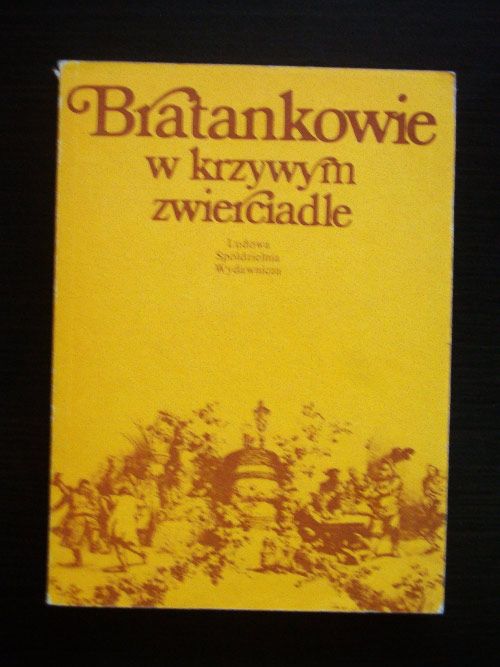 Bratankowie
w krzywym
zwierciadle
Ludowa
Spółdzielnia
Wydawnicza